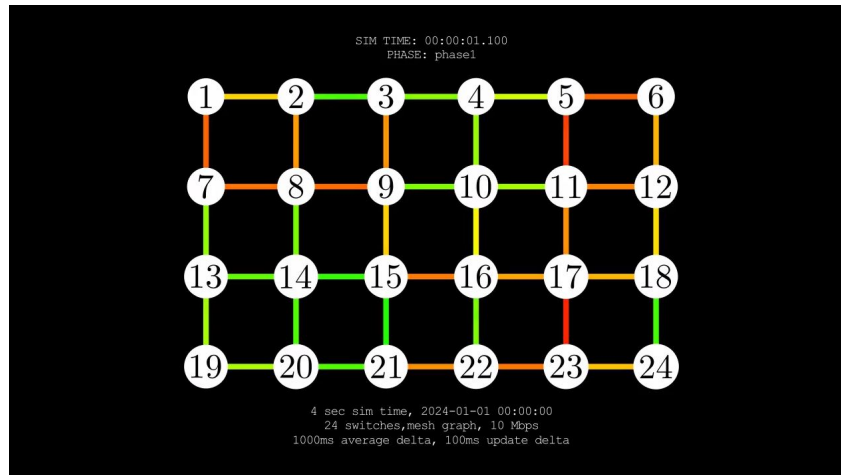 SIM TIME: 00:00:01.100
PHASE: phase1
1 2 3 4 5 6
7 8 9 10 11 12
13 14 15 16 17 18
19 20 21 22 23 24
4 sec sim time, 2024-01-01 00:00:00
24 switches,mesh graph, 10 Mbps
1000ms average delta, 100ms update delta